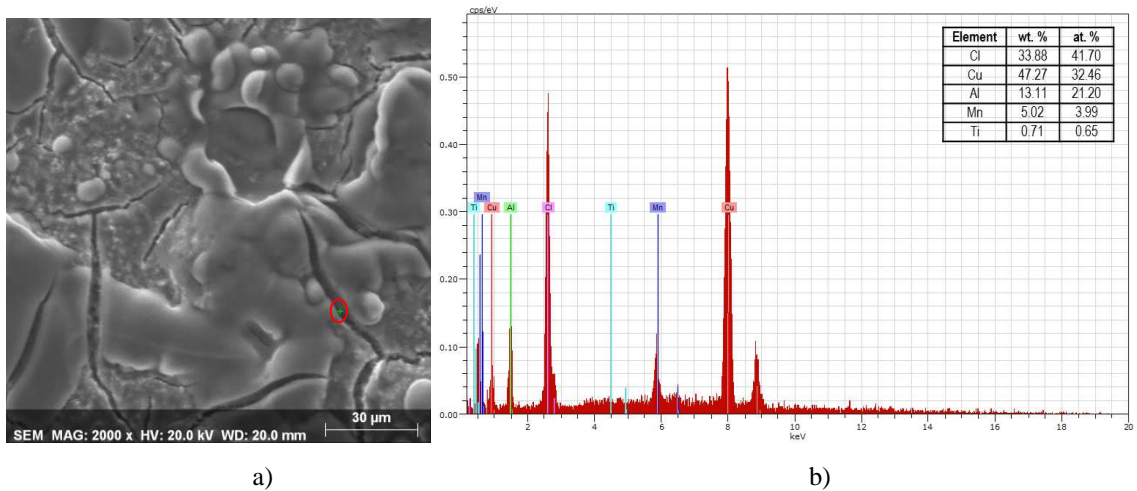 30 µm
SEM MAG: 2000 x HV: 20.0 kV WD: 20.0 mm
a)
cps/eV
0.50
0.40
0.30
0.20
0.10
0.00
Mn
Ti Cu Al Cl Ti Mn Cu
2 4 6 8 10 12 14 16 18 20
keV
Element wt. % at. %
Cl 33.88 41.70
Cu 47.27 32.46
Al 13.11 21.20
Mn 5.02 3.99
Ti 0.71 0.65
b)